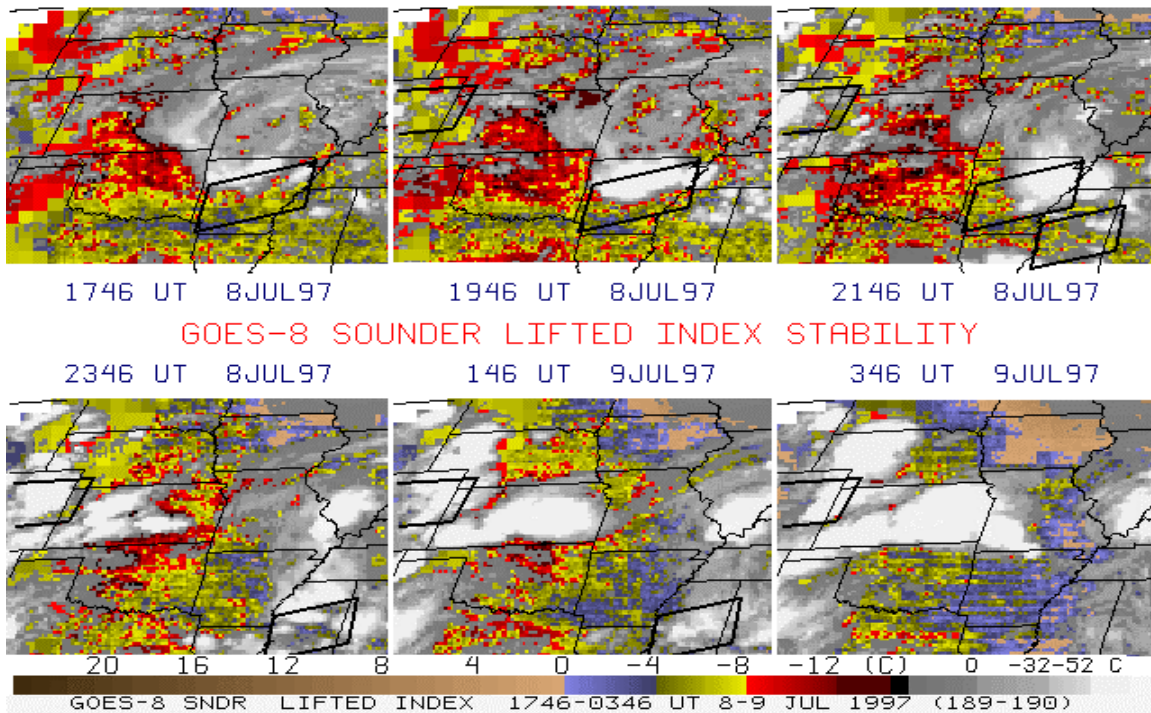 1746 UT 8JUL97 1946 UT 8JUL97 2146 UT 8JUL97
GOES-8 SOUNDER LIFTED INDEX STABILITY
2346 UT 8JUL97 146 UT 9JUL97 346 UT 9JUL97
20 16 12 8 4 0 -4 -8 -12 (C) 0 -32-52 C
GOES-8 SNDR LIFTED INDEX 1746-0346 UT 8-9 JUL 1997 (189-190)